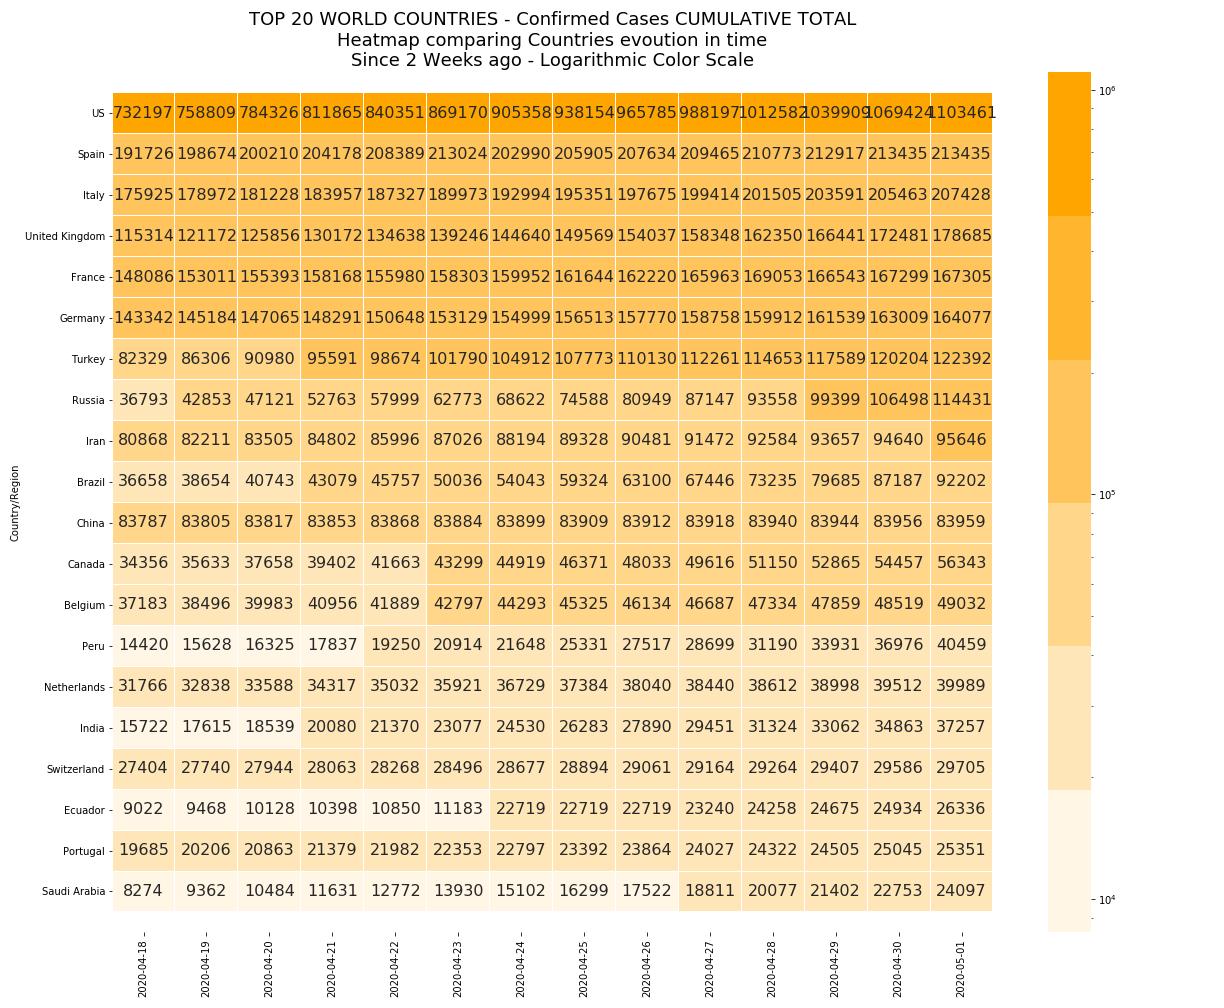 TOP 20 WORLD COUNTRIES - Confirmed Cases CUMULATIVE TOTAL
Heatmap comparing Countries evoution in time
Since 2 Weeks ago - Logarithmic Color Scale
US 732197 758809 784326 811865 840351 869170 905358 938154 965785 988197 1012582 1039909 1069424 1103461
Spain 191726 198674 200210 204178 208389 213024 202990 205905 207634 209465 210773 212917 213435 213435
Italy 175925 178972 181228 183957 187327 189973 192994 195351 197675 199414 201505 203591 205463 207428
United Kingdom 115314 121172 125856 130172 134638 139246 144640 149569 154037 158348 162350 166441 172481 178685
France 148086 153011 155393 158168 155980 158303 159952 161644 162220 165963 169053 166543 167299 167305
Germany 143342 145184 147065 148291 150648 153129 154999 156513 157770 158758 159912 161539 163009 164077
Turkey 82329 86306 90980 95591 98674 101790 104912 107773 110130 112261 114653 117589 120204 122392
Russia 36793 42853 47121 52763 57999 62773 68622 74588 80949 87147 93558 99399 106498 114431
Iran 80868 82211 83505 84802 85996 87026 88194 89328 90481 91472 92584 93657 94640 95646
Brazil 36658 38654 40743 43079 45757 50036 54043 59324 63100 67446 73235 79685 87187 92202
China 83787 83805 83817 83853 83868 83884 83899 83909 83912 83918 83940 83944 83956 83959
Canada 34356 35633 37658 39402 41663 43299 44919 46371 48033 49616 51150 52865 54457 56343
Belgium 37183 38496 39983 40956 41889 42797 44293 45325 46134 46687 47334 47859 48519 49032
Peru 14420 15628 16325 17837 19250 20914 21648 25331 27517 28699 31190 33931 36976 40459
Netherlands 31766 32838 33588 34317 35032 35921 36729 37384 38040 38440 38612 38998 39512 39989
India 15722 17615 18539 20080 21370 23077 24530 26283 27890 29451 31324 33062 34863 37257
Switzerland 27404 27740 27944 28063 28268 28496 28677 28894 29061 29164 29264 29407 29586 29705
Ecuador 9022 9468 10128 10398 10850 11183 22719 22719 22719 23240 24258 24675 24934 26336
Portugal 19685 20206 20863 21379 21982 22353 22797 23392 23864 24027 24322 24505 25045 25351
Saudi Arabia 8274 9362 10484 11631 12772 13930 15102 16299 17522 18811 20077 21402 22753 24097
2020-04-18 2020-04-19 2020-04-20 2020-04-21 2020-04-22 2020-04-23 2020-04-24 2020-04-25 2020-04-26 2020-04-27 2020-04-28 2020-04-29 2020-04-30 2020-05-01
Country/Region
10⁶
10⁵
10⁴